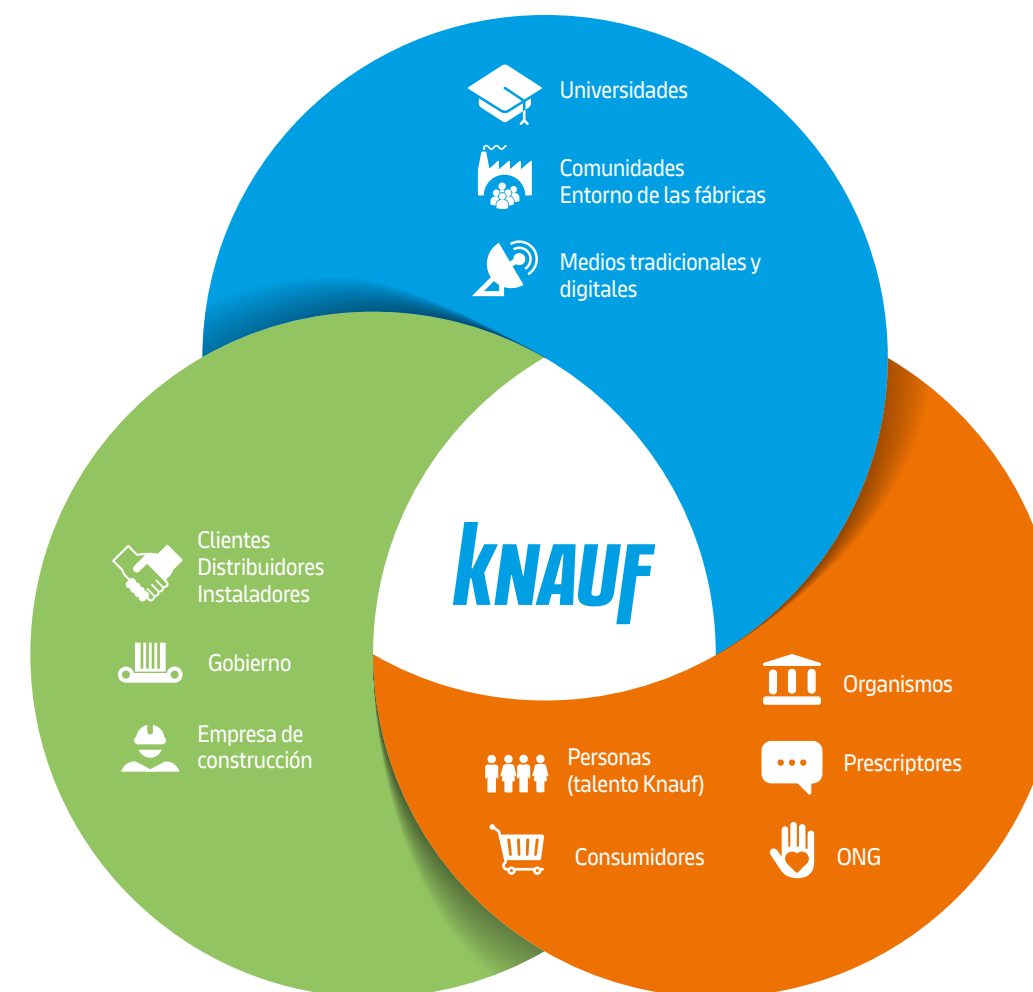 Universidades
Comunidades
Entorno de las fábricas
Medios tradicionales y
digitales
Clientes
Distribuidores
Instaladores
Gobierno
Empresa de
construcción
KNAUF
Personas
(talento Knauf)
Consumidores
Organismos
Prescriptores
ONG